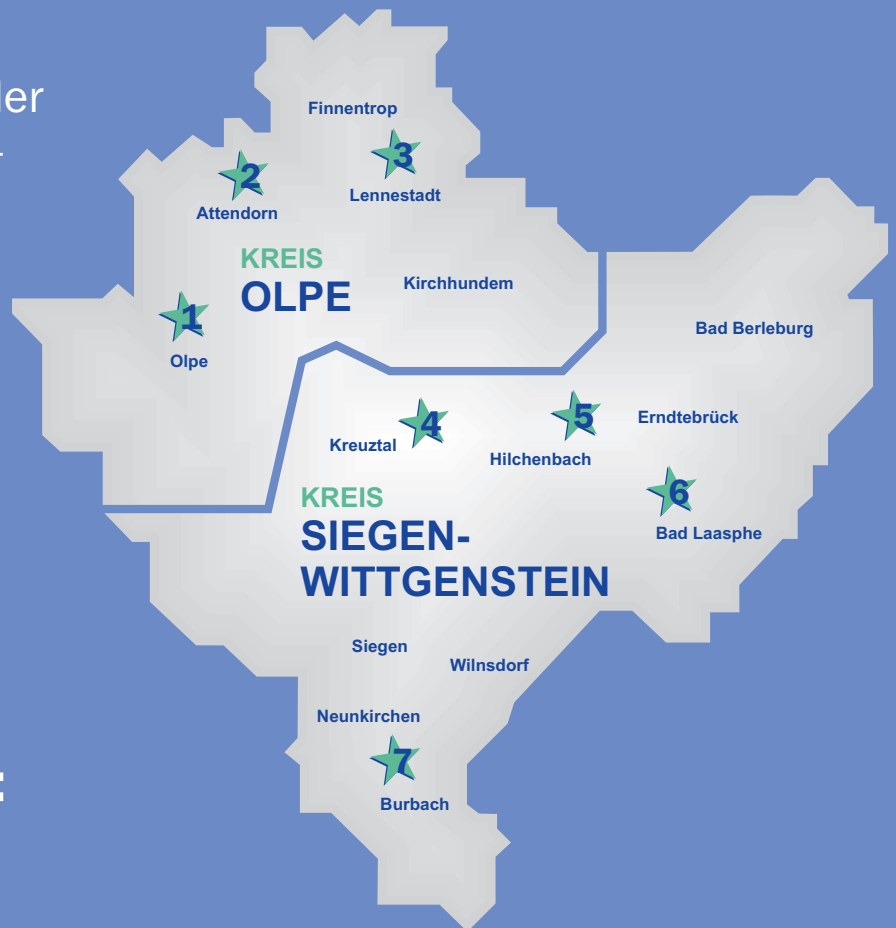 ler
Finnentrop
3
2
Lennestadt
Attendorn
KREIS
OLPE
Kirchhundem
1
Olpe
Bad Berleburg
4
5
Erndtebrück
Kreuztal
Hilchenbach
6
KREIS
SIEGEN-
WITTGENSTEIN
Bad Laasphe
Siegen
Wilnsdorf
Neunkirchen
7
:
Burbach